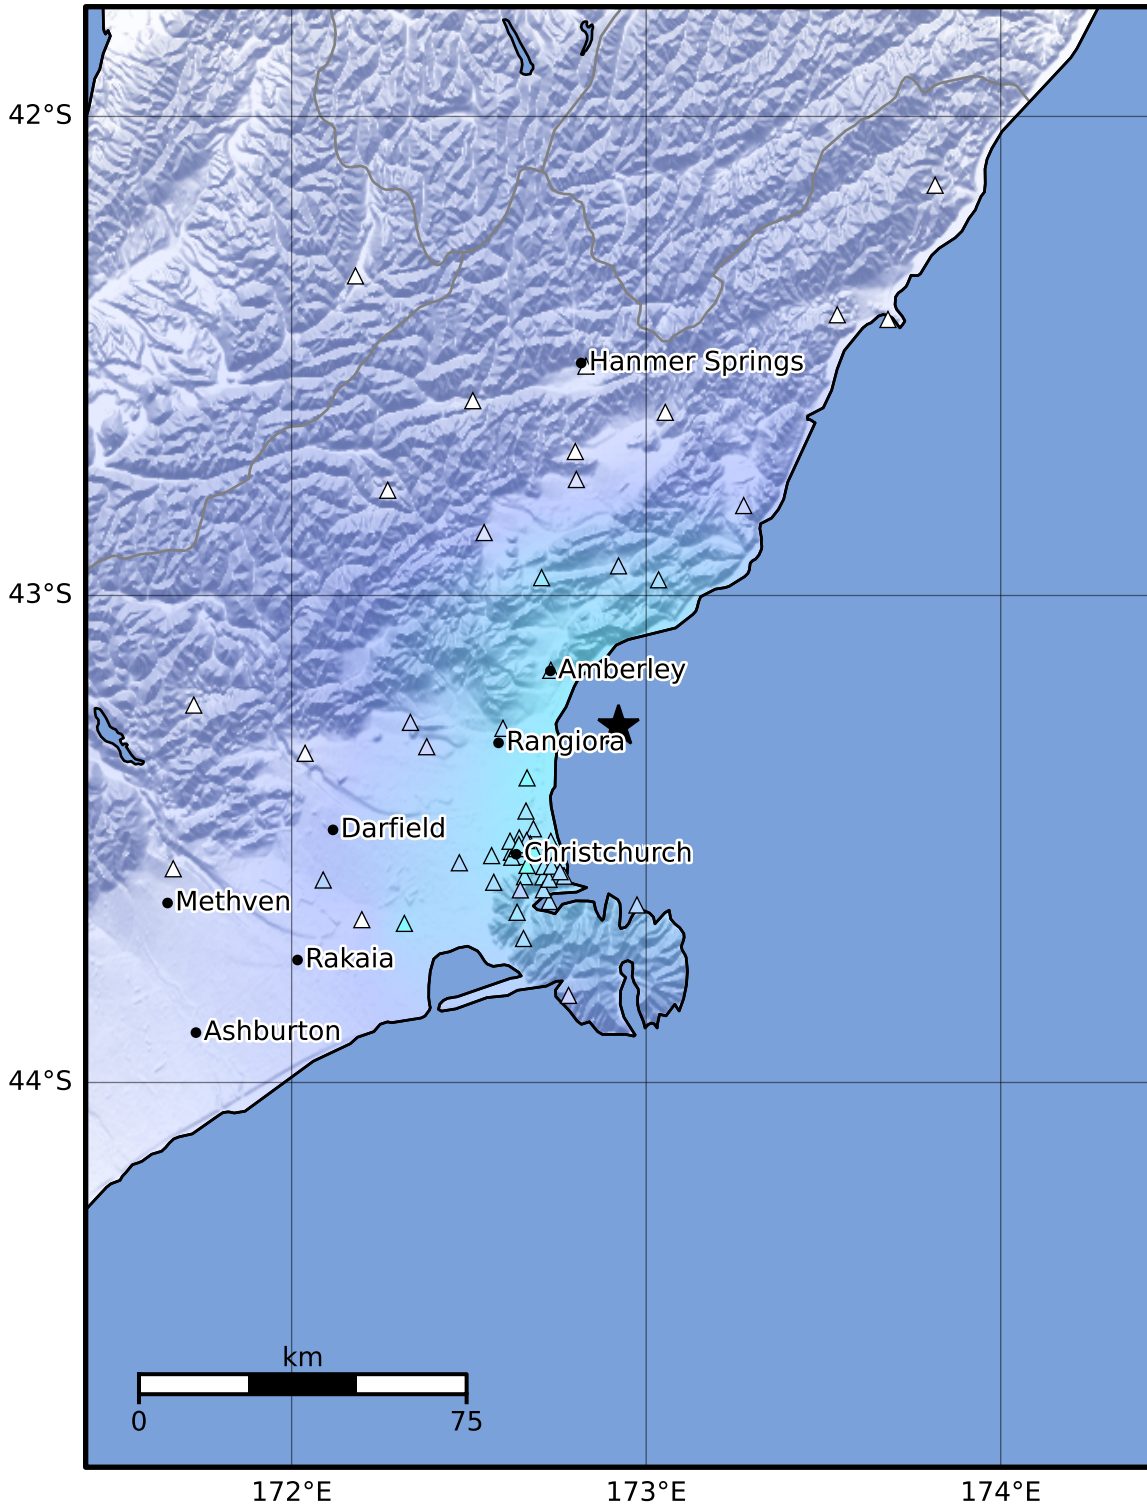 42°S
Hanmer Springs
43°S
Amberley
Rangiora
Darfield
Christchurch
Methven
Rakaia
Ashburton
44°S
km
0 75
172°E 173°E 174°E